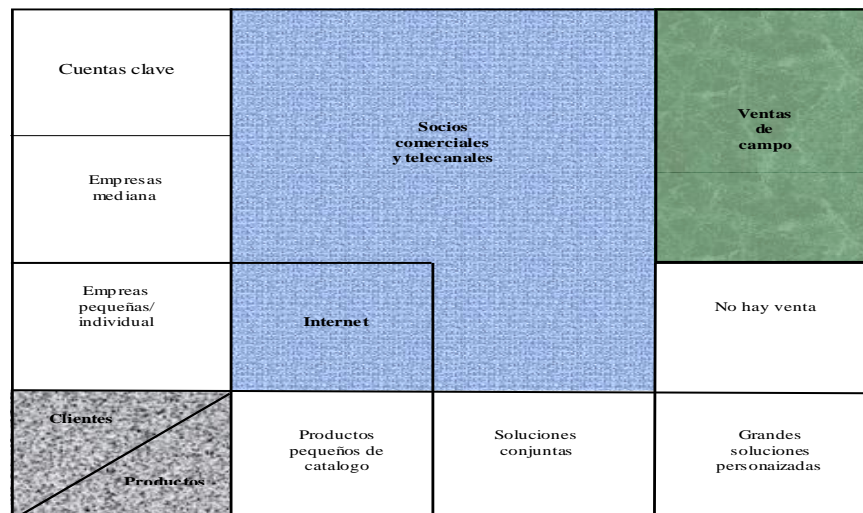 Cuentas clave
Socios
comerciales
y telecanales
Ventas
de
campo
Empresas
mediana
Empreas
pequeñas/
individual
Internet
No hay venta
Clientes
Productos
Productos
pequeños de
catalogo
Soluciones
conjuntas
Grandes
soluciones
personaizadas